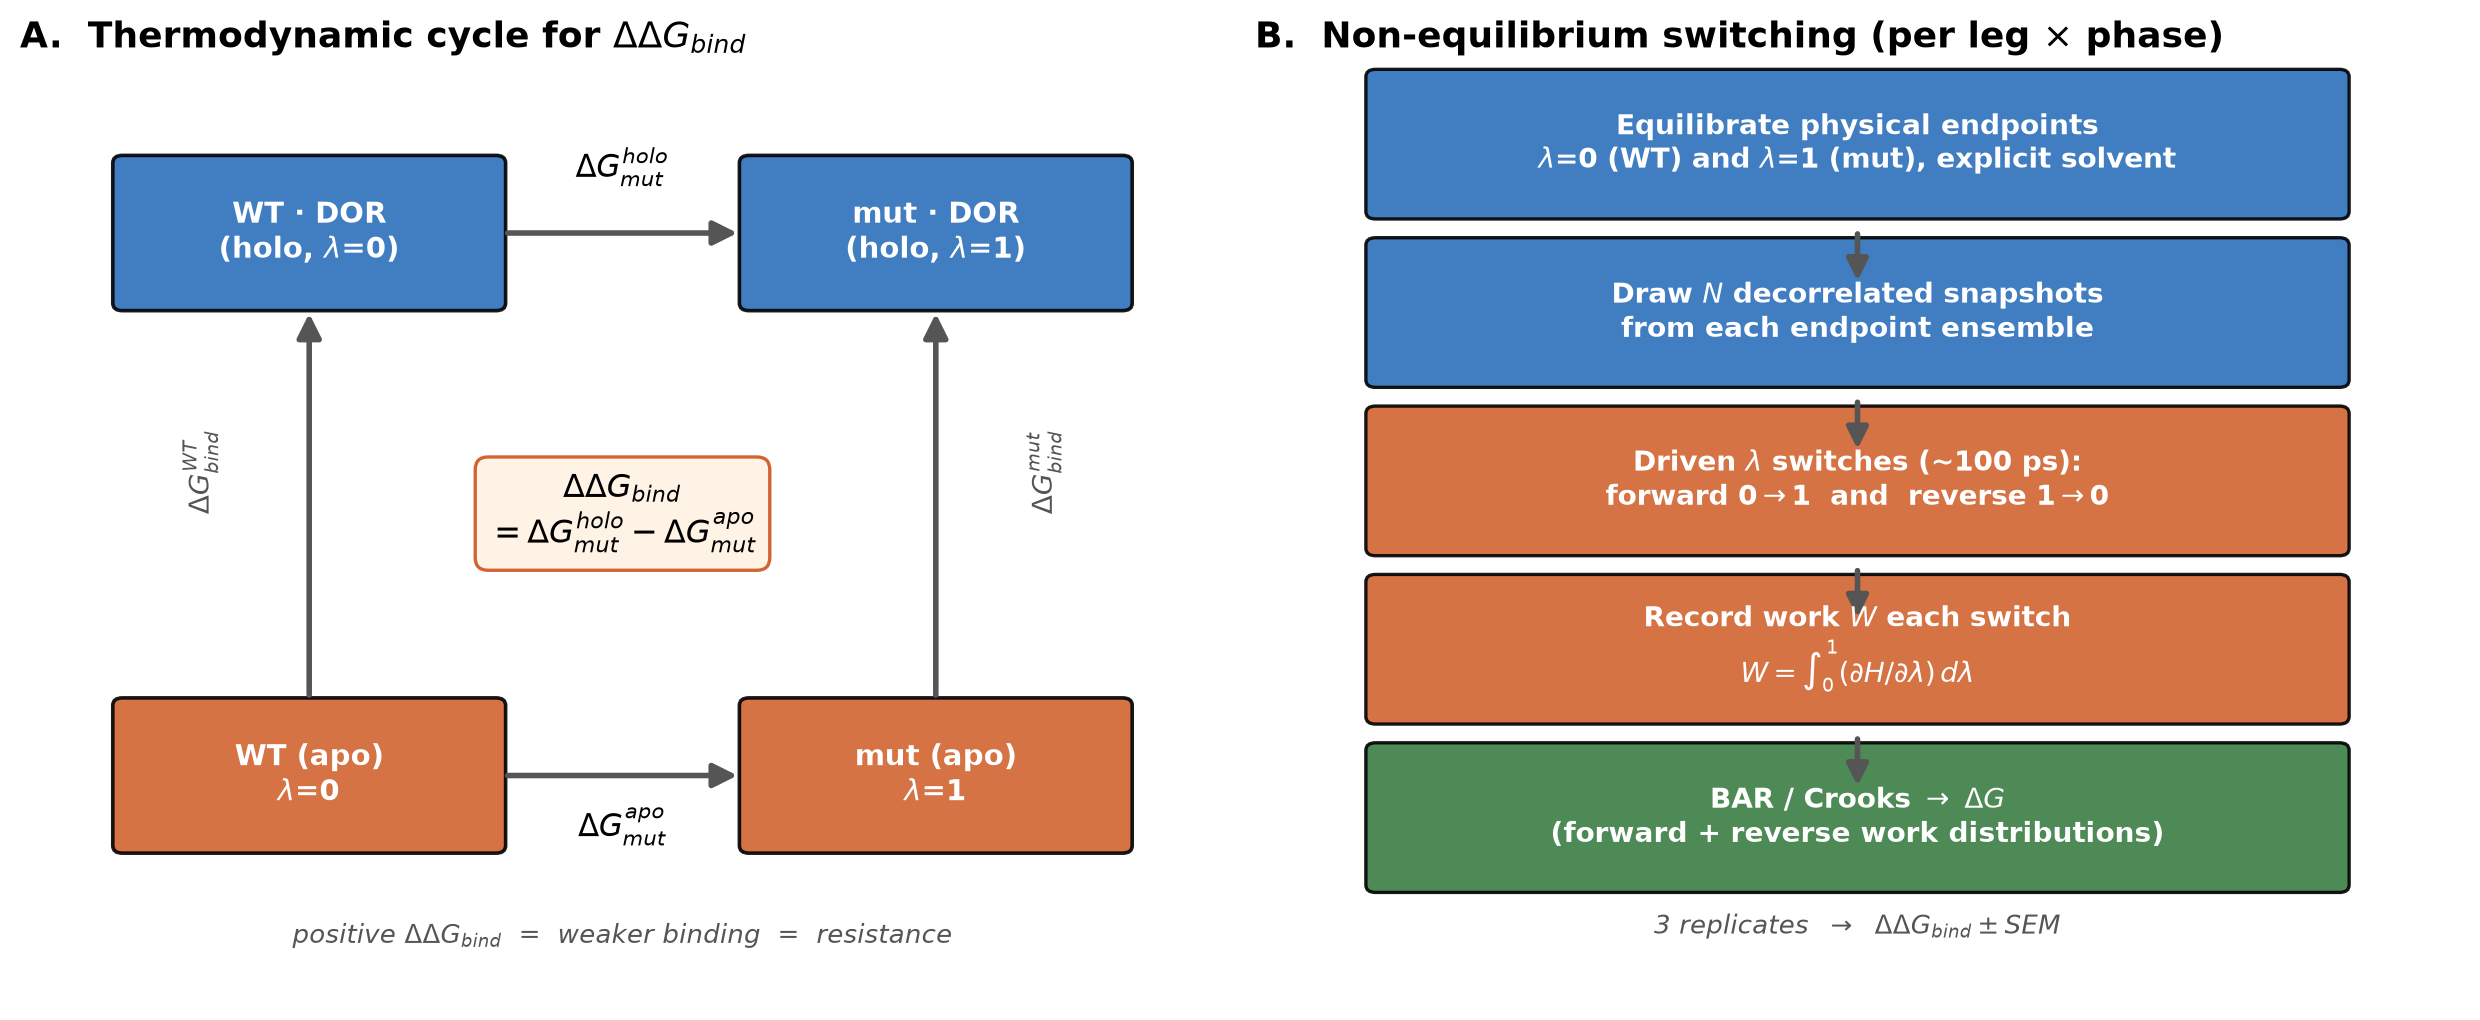 A. Thermodynamic cycle for ΔΔG_bind
ΔG_mut^holo
WT · DOR
(holo, λ=0)
mut · DOR
(holo, λ=1)
ΔG_bind^WT
ΔΔG_bind
= ΔG_mut^holo − ΔG_mut^apo
ΔG_bind^mut
WT (apo)
λ=0
mut (apo)
λ=1
ΔG_mut^apo
positive ΔΔG_bind = weaker binding = resistance
B. Non-equilibrium switching (per leg × phase)
Equilibrate physical endpoints
λ=0 (WT) and λ=1 (mut), explicit solvent
Draw N decorrelated snapshots
from each endpoint ensemble
Driven λ switches (~100 ps):
forward 0→1 and reverse 1→0
Record work W each switch
W = ∫_0^1 (∂H/∂λ) dλ
BAR / Crooks → ΔG
(forward + reverse work distributions)
3 replicates → ΔΔG_bind ± SEM